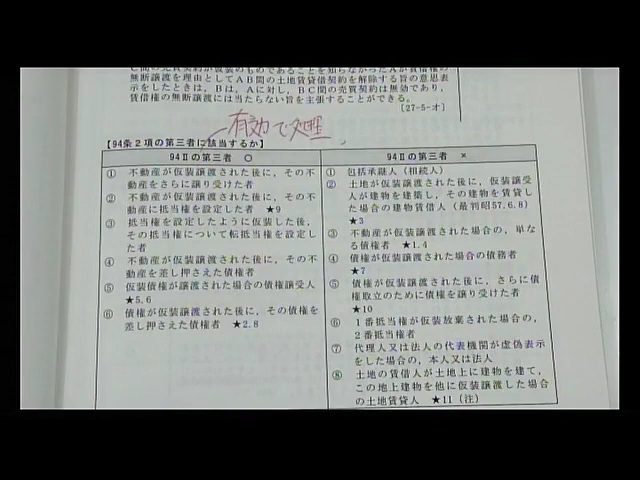 C間の売買契約が仮装のものであることを知らなかったAが賃借権の
無断譲渡を理由としてAB間の土地賃貸借契約を解除する旨の意思表
示をしたときは，Bは，Aに対し，BC間の売買契約は無効であり，
賃借権の無断譲渡には当たらない旨を主張することができる。
[27-5-オ]
有効で処理
【94条２項の第三者に該当するか】
94Ⅱの第三者　○
① 不動産が仮装譲渡された後に，その不
動産をさらに譲り受けた者
② 不動産が仮装譲渡された後に，その不
動産に抵当権を設定した者　★9
③ 抵当権を設定したように仮装した後，
その抵当権について転抵当権を設定し
た者
④ 不動産が仮装譲渡された後に，その不
動産を差し押さえた債権者
⑤ 仮装債権が譲渡された場合の債権譲受人
★5,6
⑥ 債権が仮装譲渡された後に，その債権を
差し押さえた債権者　★2.8
94Ⅱの第三者　×
① 包括承継人（相続人）
② 土地が仮装譲渡された後に，仮装譲受
人が建物を建築し，その建物を賃貸し
た場合の建物賃借人（最判昭57.6.8）
★3
③ 不動産が仮装譲渡された場合の，単な
る債権者　★1.4
④ 債権が仮装譲渡された場合の債務者
★7
⑤ 債権が仮装譲渡された後に，さらに債
権取立のために債権を譲り受けた者
★10
⑥ １番抵当権が仮装放棄された場合の，
２番抵当権者
⑦ 代理人又は法人の代表機関が虚偽表示
をした場合の，本人又は法人
⑧ 土地の賃借人が土地上に建物を建て，
この地上建物を他に仮装譲渡した場合
の土地賃貸人　★11（注）